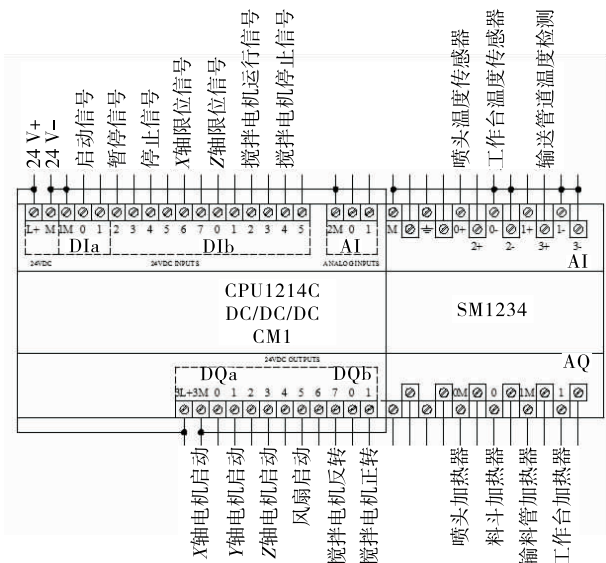 24 V+
24 V−
启动信号
暂停信号
停止信号
X轴限位信号
Z轴限位信号
搅拌电机运行信号
搅拌电机停止信号
喷头温度传感器
工作台温度传感器
输送管道温度检测
L+ M 1M 0 1 2 3 4 5 6 7 0 1 2 3 4 5 2M 0 1 M 0+ 0- 1+ 1-
2+ 2- 3+ 3-
DIa DIb AI AI
24VDC 24VDC INPUTS ANALOG INPUTS
CPU1214C
DC/DC/DC
CM1
SM1234
24VDC OUTPUTS
AQ
DQa DQb
3L+ 3M 0 1 2 3 4 5 6 7 0 1 0M 0 1M 1
X轴电机启动
Y轴电机启动
Z轴电机启动
风扇启动
搅拌电机反转
搅拌电机正转
喷头加热器
料斗加热器
输料管加热器
工作台加热器